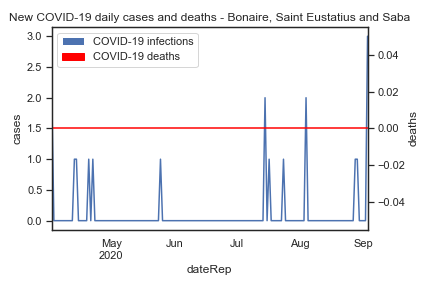 New COVID-19 daily cases and deaths - Bonaire, Saint Eustatius and Saba
COVID-19 infections
COVID-19 deaths
3.0
2.5
2.0
1.5
1.0
0.5
0.0
cases
0.04
0.02
0.00
−0.02
−0.04
deaths
May
2020
Jun
Jul
Aug
Sep
dateRep